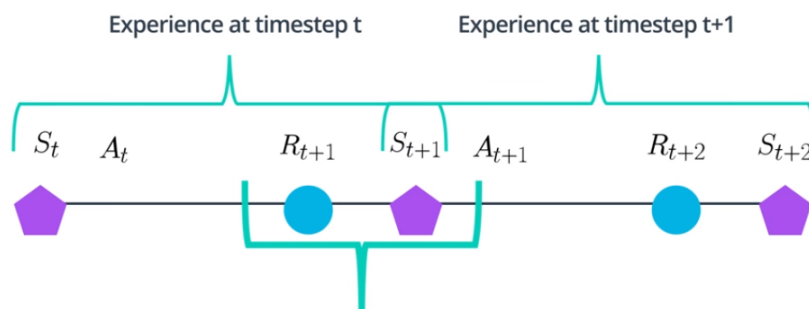 Experience at timestep t Experience at timestep t+1
S_t A_t R_{t+1} S_{t+1} A_{t+1} R_{t+2} S_{t+2}